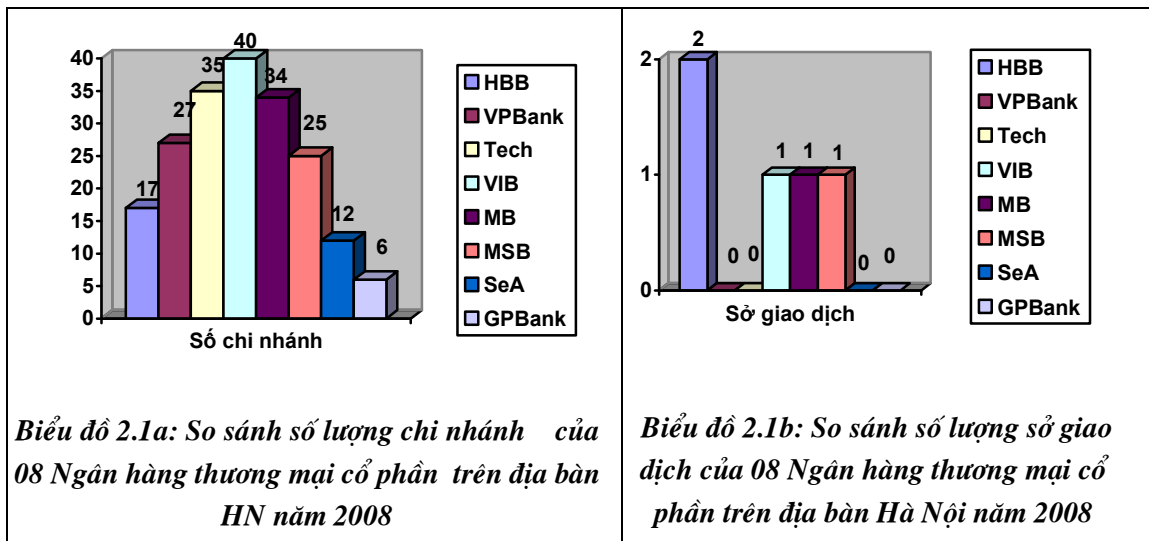 40
35
30
25
20
15
10
5
0
17
27
35
40
34
25
12
6
Số chi nhánh
HBB
VPBank
Tech
VIB
MB
MSB
SeA
GPBank
Biểu đồ 2.1a: So sánh số lượng chi nhánh của
08 Ngân hàng thương mại cổ phần trên địa bàn
HN năm 2008
2
1
0
2
0
0
1
1
1
0
0
Sở giao dịch
HBB
VPBank
Tech
VIB
MB
MSB
SeA
GPBank
Biểu đồ 2.1b: So sánh số lượng sở giao
dịch của 08 Ngân hàng thương mại cổ
phần trên địa bàn Hà Nội năm 2008